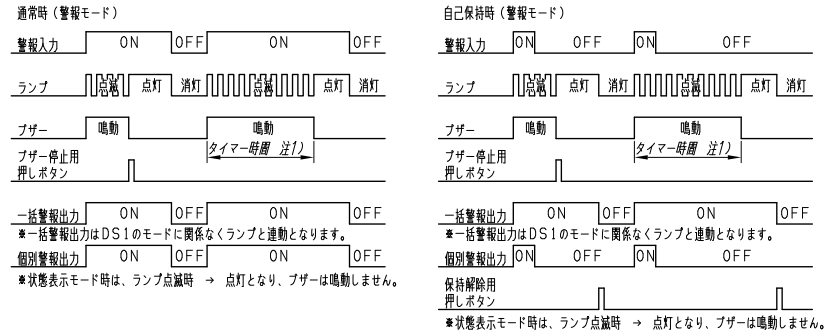 通常時（警報モード）
警報入力 ON OFF ON OFF
ランプ 点滅 点灯 消灯 点滅 点灯 消灯
ブザー 鳴動 鳴動
タイマー時間 注1)
ブザー停止用
押しボタン
一括警報出力 ON OFF ON OFF
※一括警報出力はDS1のモードに関係なくランプと連動となります。
個別警報出力 ON OFF ON OFF
※状態表示モード時は、ランプ点滅時 → 点灯となり、ブザーは鳴動しません。
自己保持時（警報モード）
警報入力 ON OFF ON OFF
ランプ 点滅 点灯 消灯 点滅 点灯 消灯
ブザー 鳴動 鳴動
タイマー時間 注1)
ブザー停止用
押しボタン
一括警報出力 ON OFF ON OFF
※一括警報出力はDS1のモードに関係なくランプと連動となります。
個別警報出力 ON OFF ON OFF
保持解除用
押しボタン
※状態表示モード時は、ランプ点滅時 → 点灯となり、ブザーは鳴動しません。